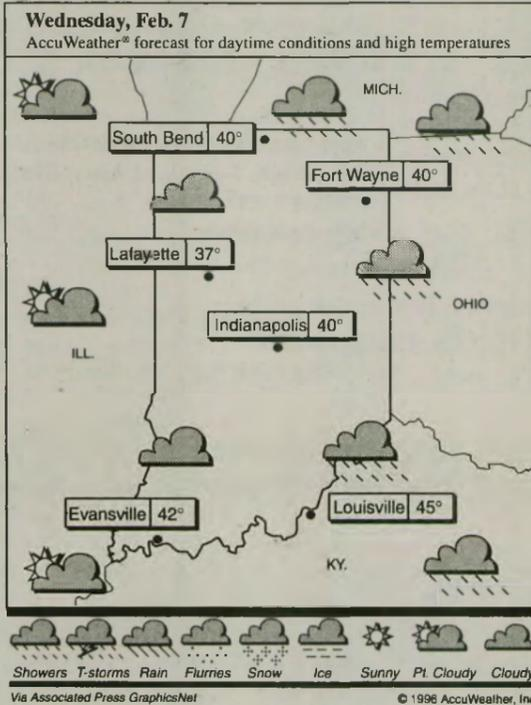 Wednesday, Feb. 7
AccuWeather® forecast for daytime conditions and high temperatures
MICH.
South Bend 40°
Fort Wayne 40°
Lafayette 37°
OHIO
Indianapolis 40°
ILL.
Evansville 42°
Louisville 45°
KY.
Showers T-storms Rain Flurries Snow Ice Sunny Pt. Cloudy Cloudy
Via Associated Press GraphicsNet © 1996 AccuWeather, Inc